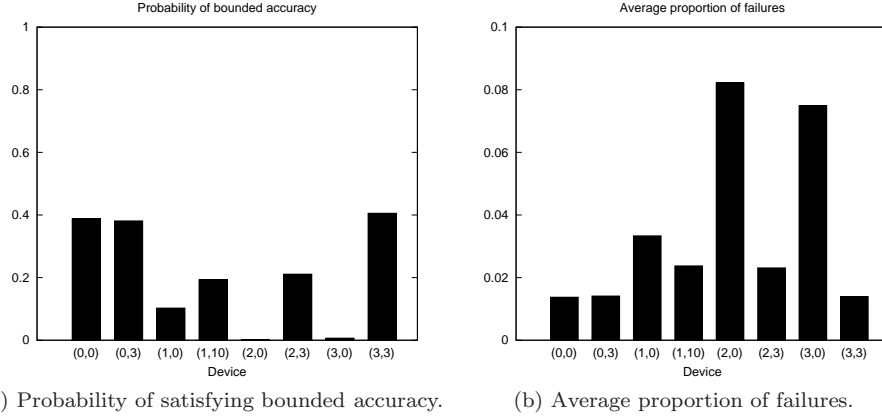 Probability of bounded accuracy
1
0.8
0.6
0.4
0.2
0
(0,0) (0,3) (1,0) (1,10) (2,0) (2,3) (3,0) (3,3)
Device
) Probability of satisfying bounded accuracy.
Average proportion of failures
0.1
0.08
0.06
0.04
0.02
0
(0,0) (0,3) (1,0) (1,10) (2,0) (2,3) (3,0) (3,3)
Device
(b) Average proportion of failures.